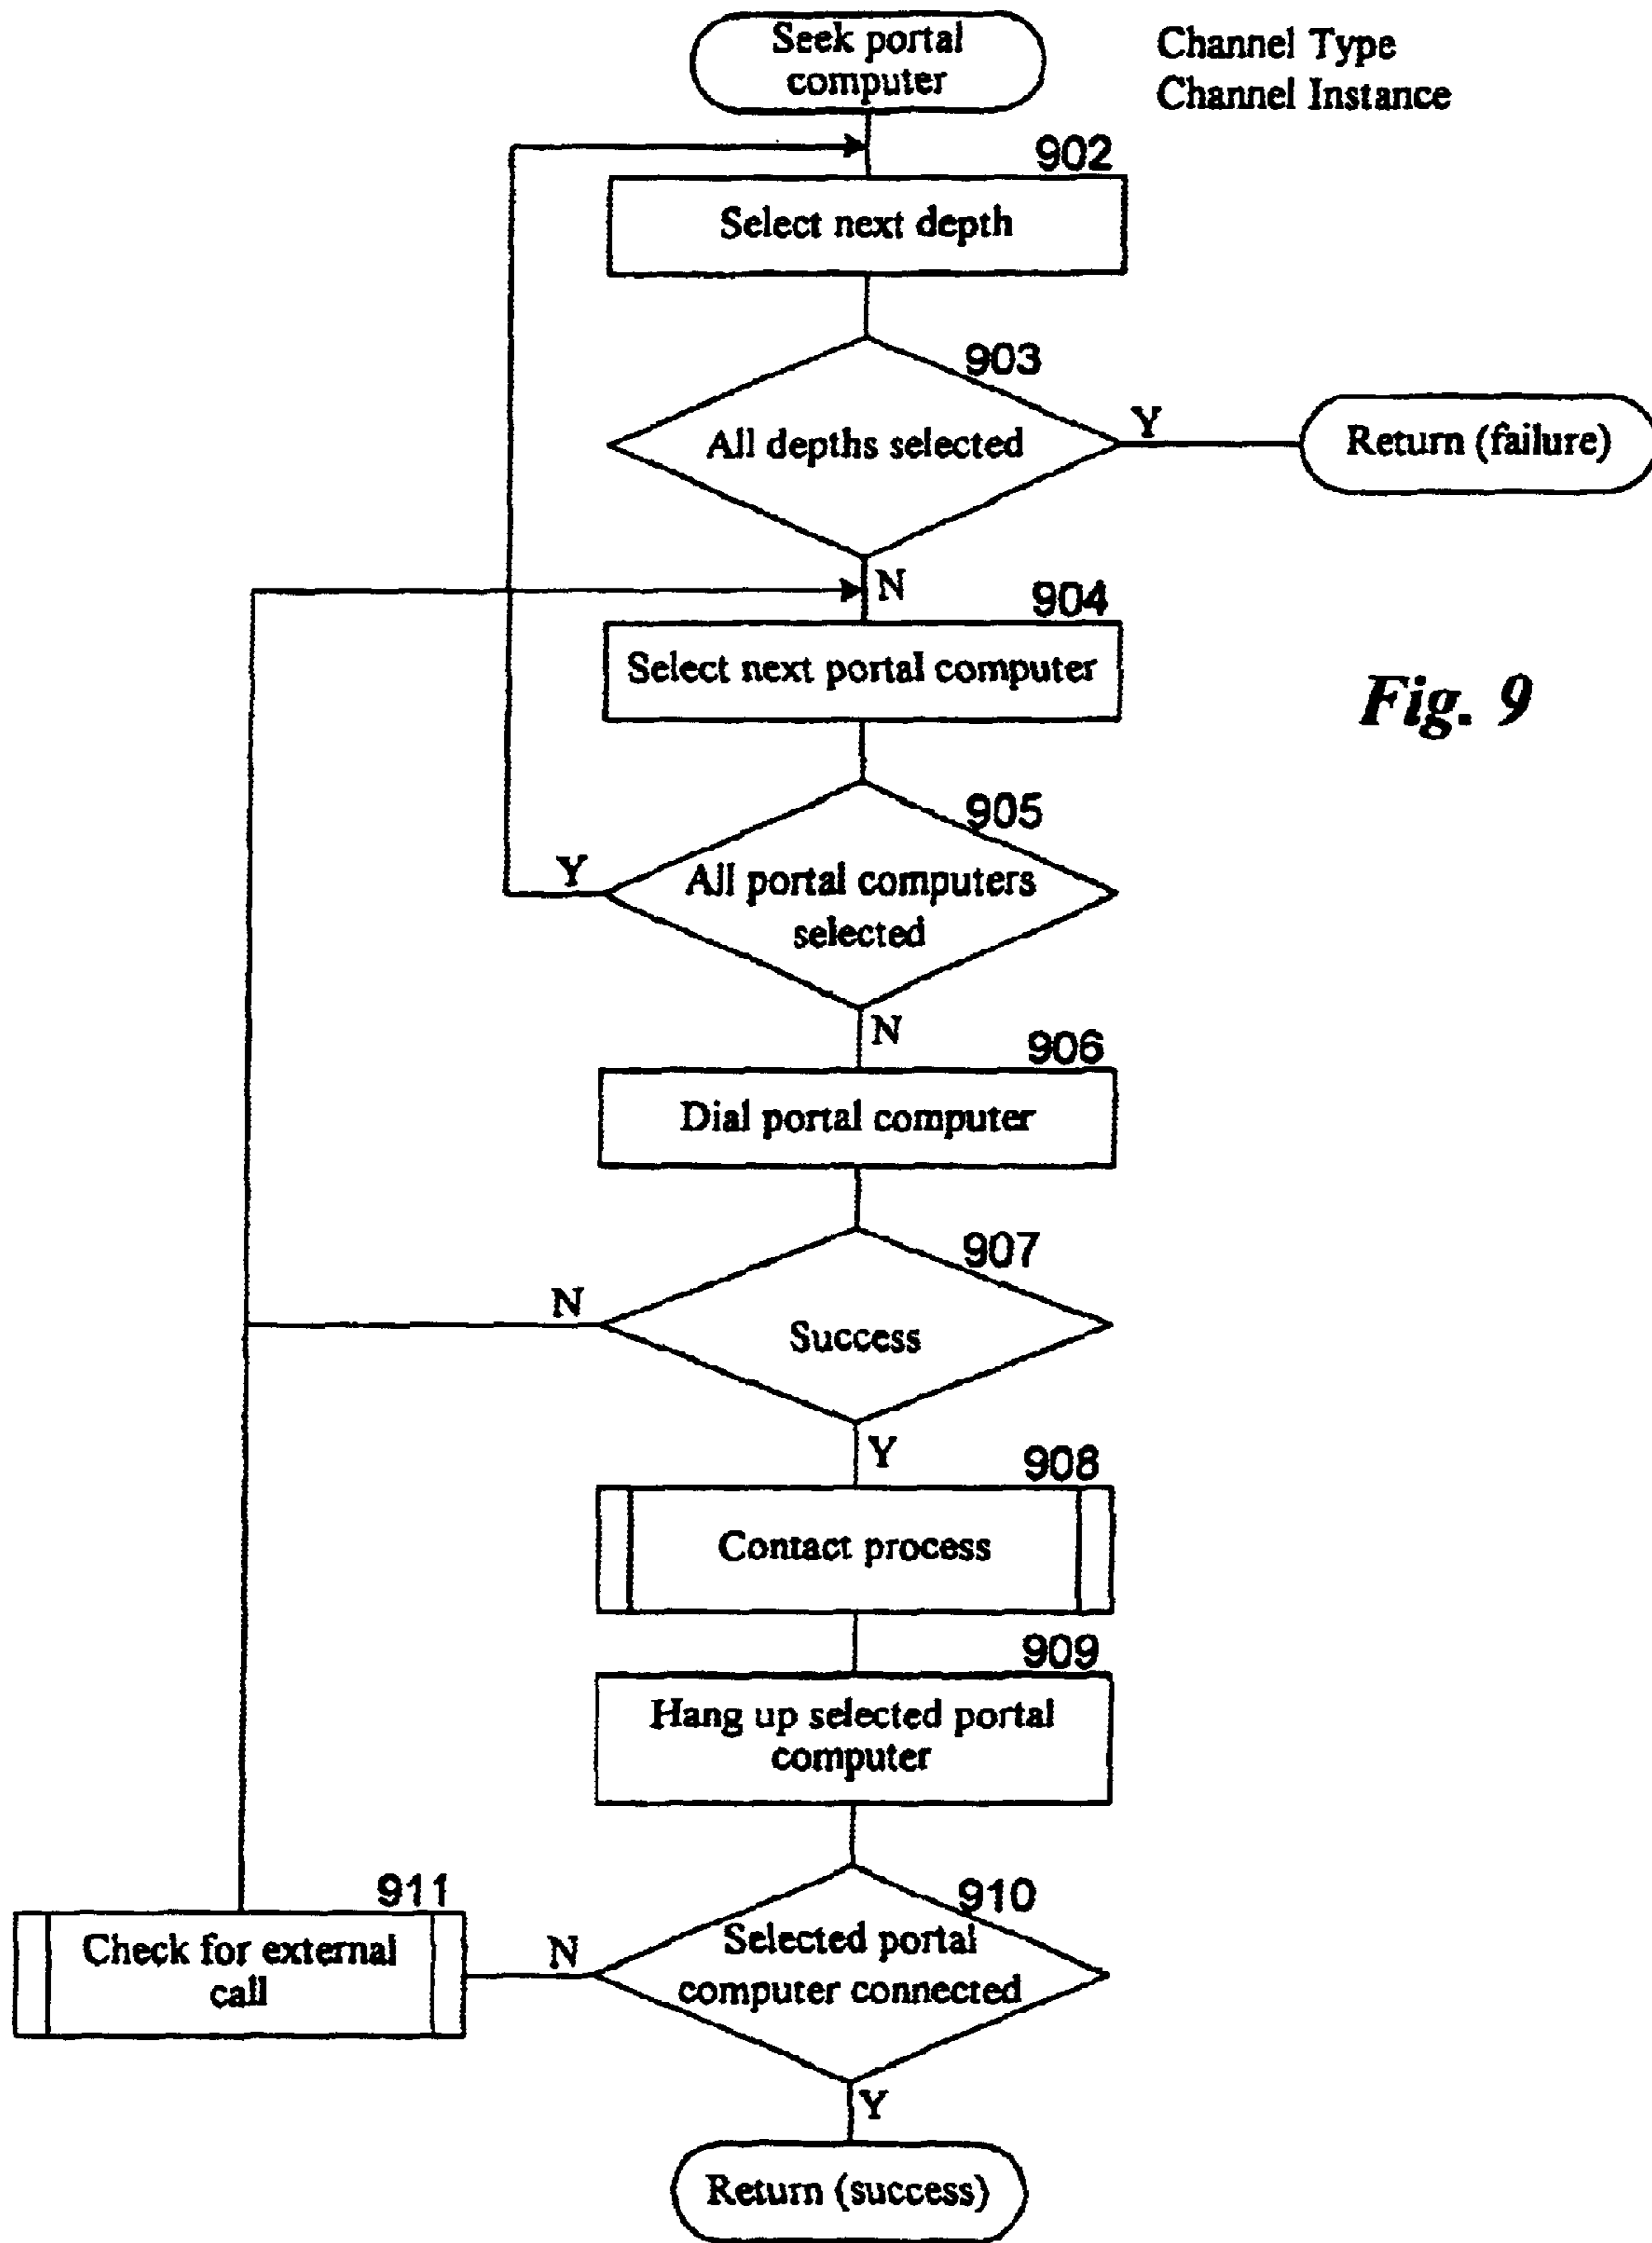 Seek portal
computer
Channel Type
Channel Instance
902
Select next depth
903
All depths selected
Y
Return (failure)
N
904
Select next portal computer
Fig. 9
905
Y
All portal computers
selected
N
906
Dial portal computer
907
N
Success
Y
908
Contact process
909
Hang up selected portal
computer
911
910
Check for external
call
N
Selected portal
computer connected
Y
Return (success)